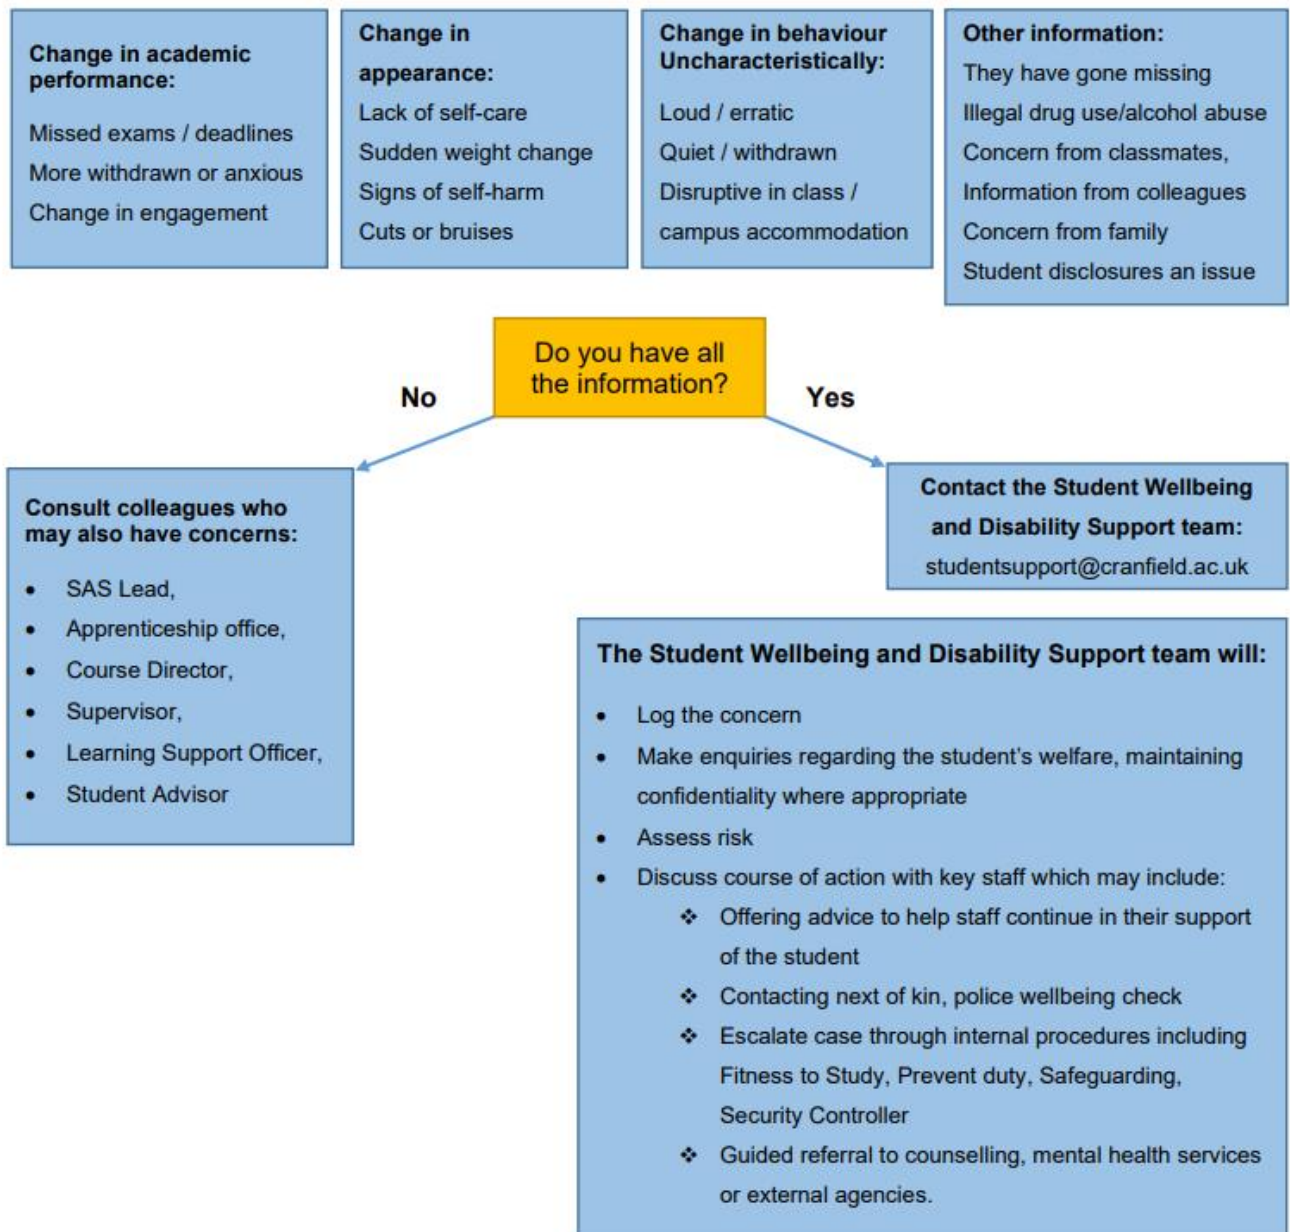 Change in academic
performance:
Missed exams / deadlines
More withdrawn or anxious
Change in engagement
Change in
appearance:
Lack of self-care
Sudden weight change
Signs of self-harm
Cuts or bruises
Change in behaviour
Uncharacteristically:
Loud / erratic
Quiet / withdrawn
Disruptive in class /
campus accommodation
Other information:
They have gone missing
Illegal drug use/alcohol abuse
Concern from classmates,
Information from colleagues
Concern from family
Student disclosures an issue
Do you have all
the information?
No
Yes
Consult colleagues who
may also have concerns:
• SAS Lead,
• Apprenticeship office,
• Course Director,
• Supervisor,
• Learning Support Officer,
• Student Advisor
Contact the Student Wellbeing
and Disability Support team:
studentsupport@cranfield.ac.uk
The Student Wellbeing and Disability Support team will:
• Log the concern
• Make enquiries regarding the student's welfare, maintaining
confidentiality where appropriate
• Assess risk
• Discuss course of action with key staff which may include:
❖ Offering advice to help staff continue in their support
of the student
❖ Contacting next of kin, police wellbeing check
❖ Escalate case through internal procedures including
Fitness to Study, Prevent duty, Safeguarding,
Security Controller
❖ Guided referral to counselling, mental health services
or external agencies.